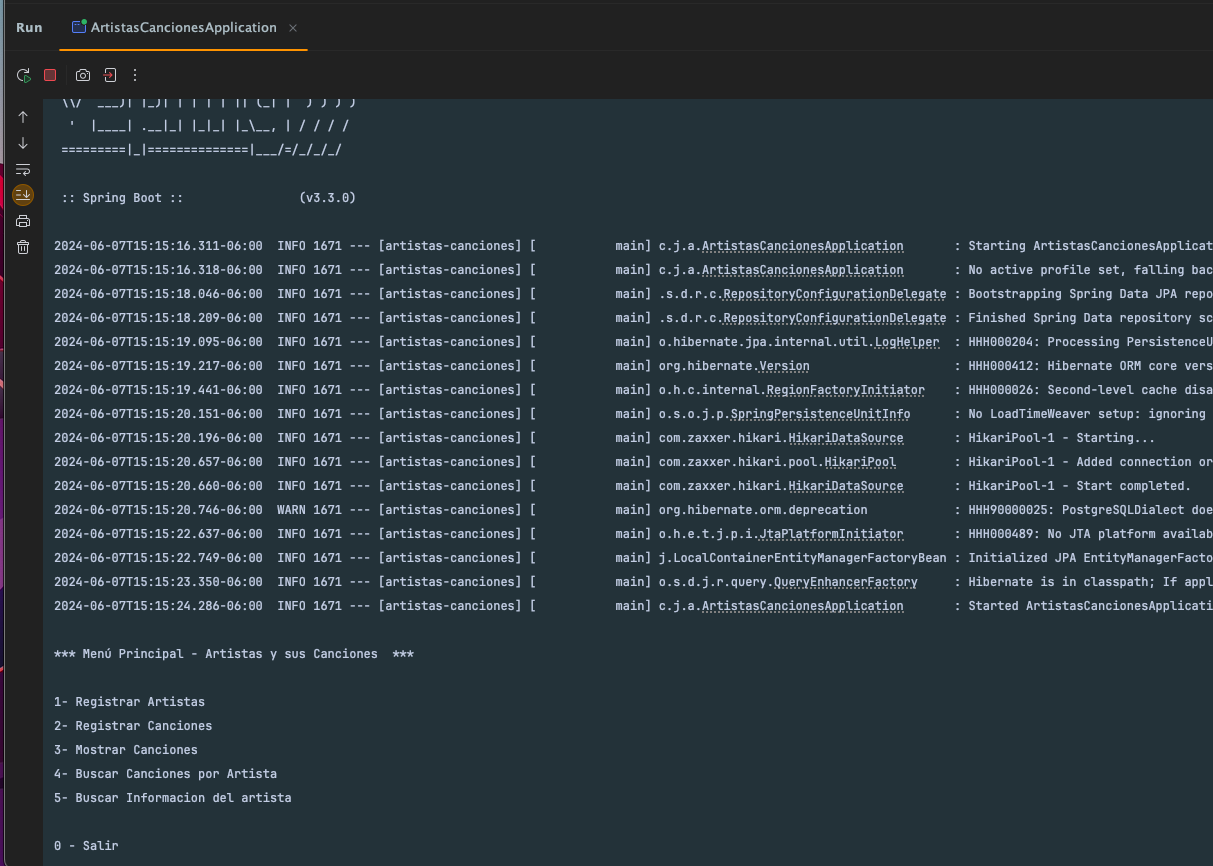 Run
ArtistasCancionesApplication
:: Spring Boot ::                (v3.3.0)
2024-06-07T15:15:16.311-06:00  INFO 1671 --- [artistas-canciones] [           main] c.j.a.ArtistasCancionesApplication       : Starting ArtistasCancionesApplicat
2024-06-07T15:15:16.318-06:00  INFO 1671 --- [artistas-canciones] [           main] c.j.a.ArtistasCancionesApplication       : No active profile set, falling bac
2024-06-07T15:15:18.046-06:00  INFO 1671 --- [artistas-canciones] [           main] .s.d.r.c.RepositoryConfigurationDelegate : Bootstrapping Spring Data JPA repo
2024-06-07T15:15:18.209-06:00  INFO 1671 --- [artistas-canciones] [           main] .s.d.r.c.RepositoryConfigurationDelegate : Finished Spring Data repository sc
2024-06-07T15:15:19.095-06:00  INFO 1671 --- [artistas-canciones] [           main] o.hibernate.jpa.internal.util.LogHelper  : HHH000204: Processing PersistenceU
2024-06-07T15:15:19.217-06:00  INFO 1671 --- [artistas-canciones] [           main] org.hibernate.Version                    : HHH000412: Hibernate ORM core vers
2024-06-07T15:15:19.441-06:00  INFO 1671 --- [artistas-canciones] [           main] o.h.c.internal.RegionFactoryInitiator    : HHH000026: Second-level cache disa
2024-06-07T15:15:20.151-06:00  INFO 1671 --- [artistas-canciones] [           main] o.s.o.j.p.SpringPersistenceUnitInfo      : No LoadTimeWeaver setup: ignoring
2024-06-07T15:15:20.196-06:00  INFO 1671 --- [artistas-canciones] [           main] com.zaxxer.hikari.HikariDataSource       : HikariPool-1 - Starting...
2024-06-07T15:15:20.657-06:00  INFO 1671 --- [artistas-canciones] [           main] com.zaxxer.hikari.pool.HikariPool        : HikariPool-1 - Added connection or
2024-06-07T15:15:20.660-06:00  INFO 1671 --- [artistas-canciones] [           main] com.zaxxer.hikari.HikariDataSource       : HikariPool-1 - Start completed.
2024-06-07T15:15:20.746-06:00  WARN 1671 --- [artistas-canciones] [           main] org.hibernate.orm.deprecation            : HHH90000025: PostgreSQLDialect doe
2024-06-07T15:15:22.637-06:00  INFO 1671 --- [artistas-canciones] [           main] o.h.e.t.j.p.i.JtaPlatformInitiator       : HHH000489: No JTA platform availab
2024-06-07T15:15:22.749-06:00  INFO 1671 --- [artistas-canciones] [           main] j.LocalContainerEntityManagerFactoryBean : Initialized JPA EntityManagerFacto
2024-06-07T15:15:23.350-06:00  INFO 1671 --- [artistas-canciones] [           main] o.s.d.j.r.query.QueryEnhancerFactory     : Hibernate is in classpath; If appl
2024-06-07T15:15:24.286-06:00  INFO 1671 --- [artistas-canciones] [           main] c.j.a.ArtistasCancionesApplication       : Started ArtistasCancionesApplicati
*** Menú Principal - Artistas y sus Canciones  ***
1- Registrar Artistas
2- Registrar Canciones
3- Mostrar Canciones
4- Buscar Canciones por Artista
5- Buscar Informacion del artista
0 - Salir